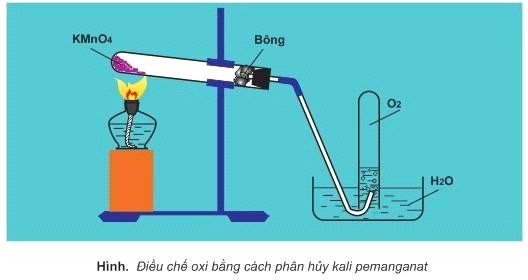 KMnO4
Bông
O2
H2O
Hình. Điều chế oxi bằng cách phân hủy kali pemanganat